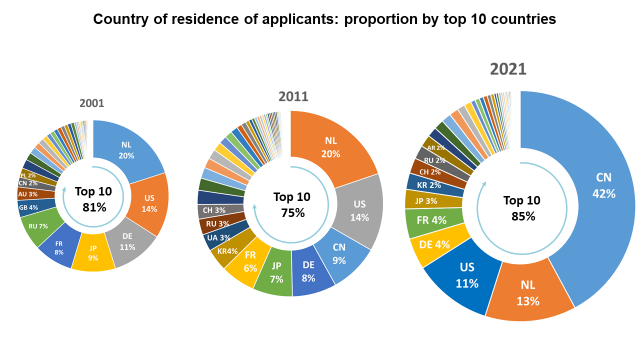 Country of residence of applicants: proportion by top 10 countries
2001
NL
20%
US
14%
DE
11%
JP
9%
FR
8%
RU 7%
GB 4%
AU 3%
CN 2%
PL 2%
Top 10
81%
2011
NL
20%
US
14%
CN
9%
DE
8%
JP
7%
FR
6%
KR4%
UA 3%
RU 3%
CH 3%
Top 10
75%
2021
CN
42%
NL
13%
US
11%
DE 4%
FR 4%
JP 3%
KR 2%
CH 2%
RU 2%
Top 10
85%